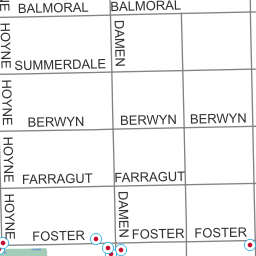 BALMORAL BALMORAL
HOYNE DAMEN
SUMMERDALE
HOYNE
BERWYN BERWYN BERWYN
HOYNE
FARRAGUT FARRAGUT
HOYNE DAMEN
FOSTER FOSTER FOSTER